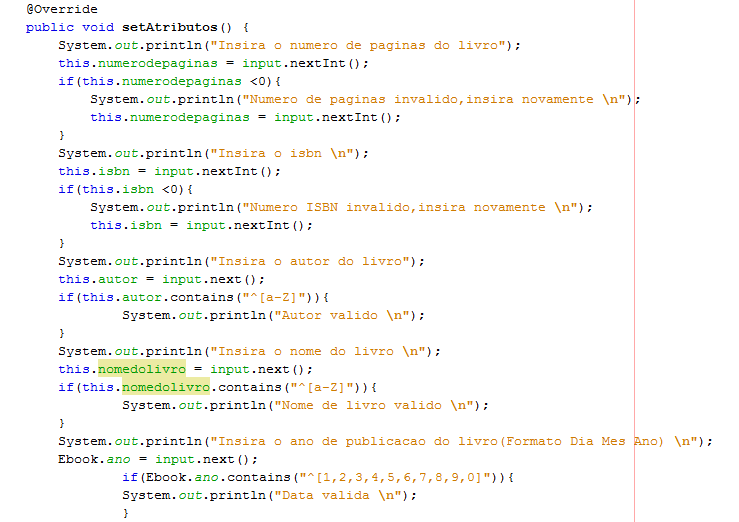 @Override
public void setAtributos() {
System.out.println("Insira o numero de paginas do livro");
this.numerodepaginas = input.nextInt();
if(this.numerodepaginas <0){
System.out.println("Numero de paginas invalido,insira novamente \n");
this.numerodepaginas = input.nextInt();
}
System.out.println("Insira o isbn \n");
this.isbn = input.nextInt();
if(this.isbn <0){
System.out.println("Numero ISBN invalido,insira novamente \n");
this.isbn = input.nextInt();
}
System.out.println("Insira o autor do livro");
this.autor = input.next();
if(this.autor.contains("^[a-Z]")){
System.out.println("Autor valido \n");
}
System.out.println("Insira o nome do livro \n");
this.nomedolivro = input.next();
if(this.nomedolivro.contains("^[a-Z]")){
System.out.println("Nome de livro valido \n");
}
System.out.println("Insira o ano de publicacao do livro(Formato Dia Mes Ano) \n");
Ebook.ano = input.next();
if(Ebook.ano.contains("^[1,2,3,4,5,6,7,8,9,0]")){
System.out.println("Data valida \n");
}